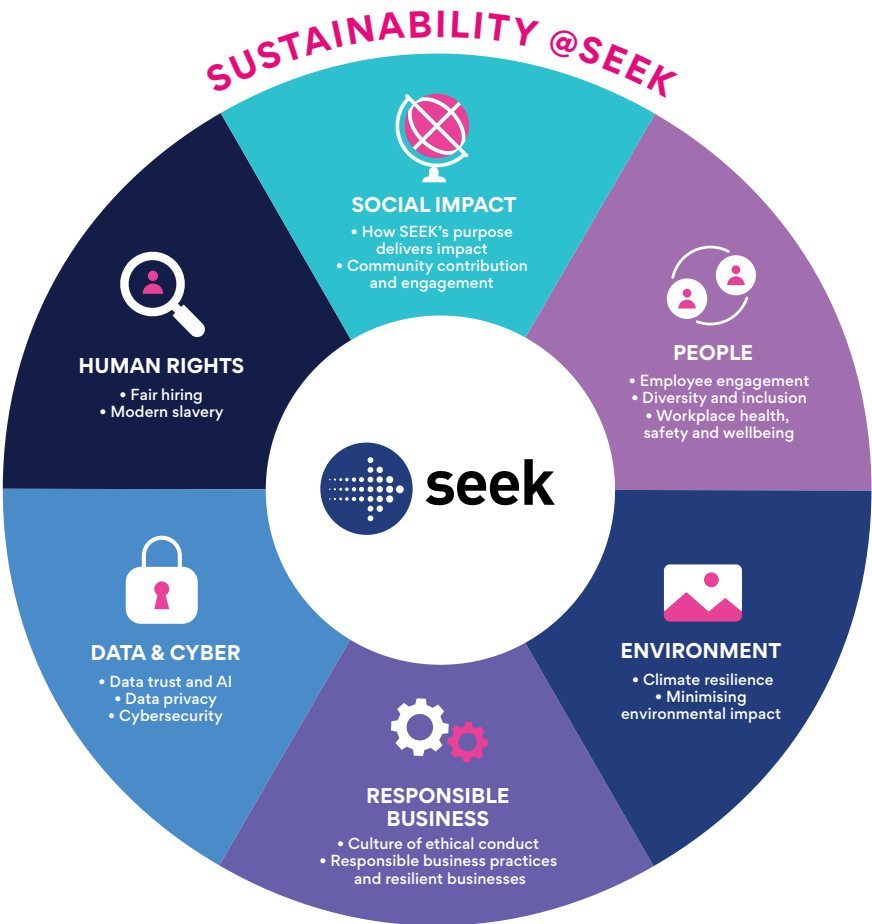 SUSTAINABILITY @SEEK
SOCIAL IMPACT
• How SEEK's purpose
delivers impact
• Community contribution
and engagement
PEOPLE
• Employee engagement
• Diversity and inclusion
• Workplace health,
safety and wellbeing
ENVIRONMENT
• Climate resilience
• Minimising
environmental impact
RESPONSIBLE
BUSINESS
• Culture of ethical conduct
• Responsible business practices
and resilient businesses
DATA & CYBER
• Data trust and AI
• Data privacy
• Cybersecurity
HUMAN RIGHTS
• Fair hiring
• Modern slavery
seek